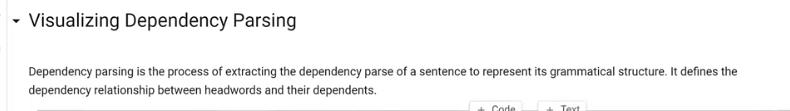 Visualizing Dependency Parsing
Dependency parsing is the process of extracting the dependency parse of a sentence to represent its grammatical structure. It defines the
dependency relationship between headwords and their dependents.
+ Code + Text